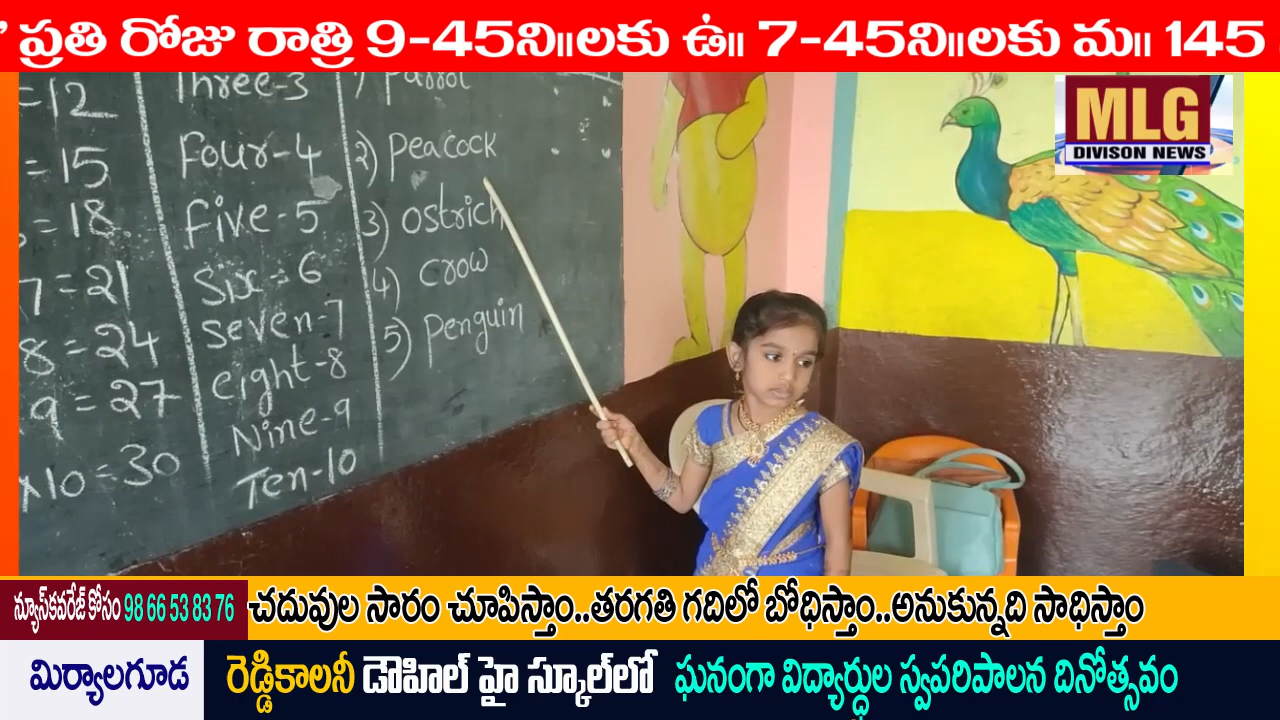 ’ ప్రతి రోజు రాత్రి 9-45ని॥లకు ఉ॥ 7-45ని॥లకు మ॥ 145
MLG
DIVISON NEWS
=12
=15
=18
7=21
8=24
9=27
x10=30
Three-3
Four-4
Five-5
Six-6
Seven-7
eight-8
Nine-9
Ten-10
1) parrot
2) peacock
3) ostrich
4) crow
5) penguin
న్యూస్‌కవరేజ్ కోసం 98 66 53 83 76
చదువుల సారం చూపిస్తాం..తరగతి గదిలో బోధిస్తాం..అనుకున్నది సాధిస్తాం
మిర్యాలగూడ
రెడ్డికాలనీ డౌహిల్ హై స్కూల్‌లో ఘనంగా విద్యార్ధుల స్వపరిపాలన దినోత్సవం